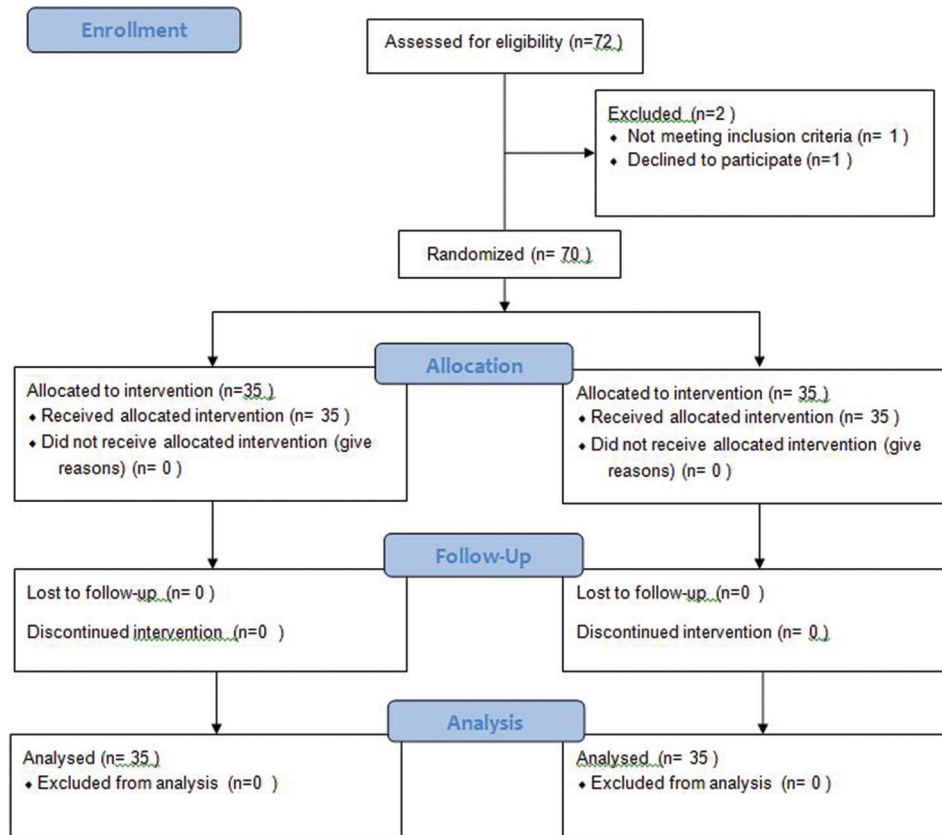 Enrollment
Assessed for eligibility (n=72 )
Excluded (n=2 )
♦ Not meeting inclusion criteria (n= 1 )
♦ Declined to participate (n=1 )
Randomized (n= 70 )
Allocation
Allocated to intervention (n=35 )
♦ Received allocated intervention (n= 35 )
♦ Did not receive allocated intervention (give
reasons) (n= 0 )
Allocated to intervention (n= 35 )
♦ Received allocated intervention (n= 35 )
♦ Did not receive allocated intervention (give
reasons) (n= 0 )
Follow-Up
Lost to follow-up (n= 0 )
Discontinued intervention (n=0 )
Lost to follow-up (n=0 )
Discontinued intervention (n= 0 )
Analysis
Analysed (n= 35 )
♦ Excluded from analysis (n=0 )
Analysed (n= 35 )
♦ Excluded from analysis (n= 0 )